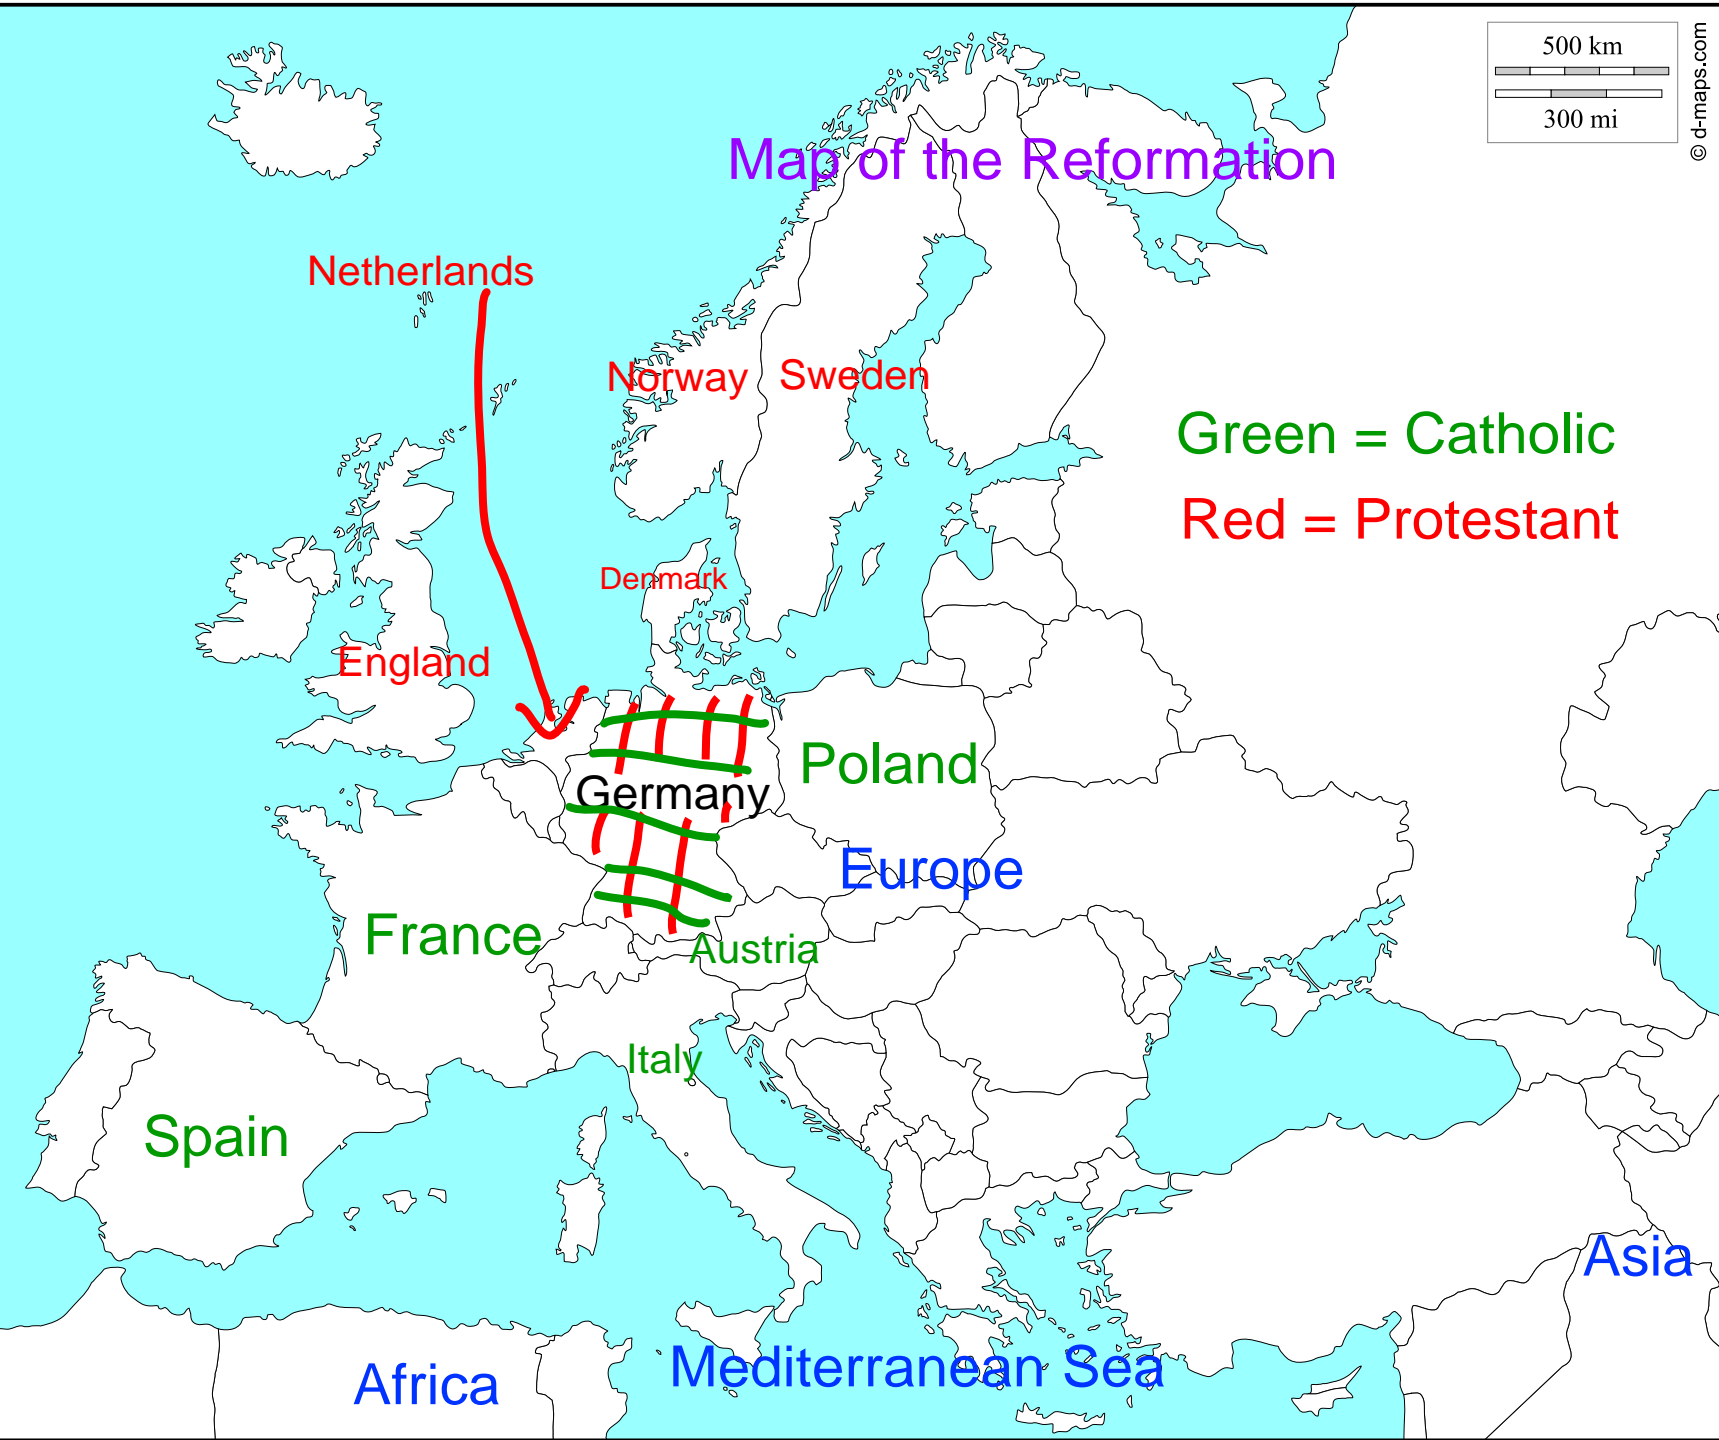 500 km
300 mi
© d-maps.com
Map of the Reformation
Netherlands
Norway
Sweden
Green = Catholic
Red = Protestant
Denmark
England
Poland
Germany
Europe
France
Austria
Italy
Spain
Asia
Mediterranean Sea
Africa